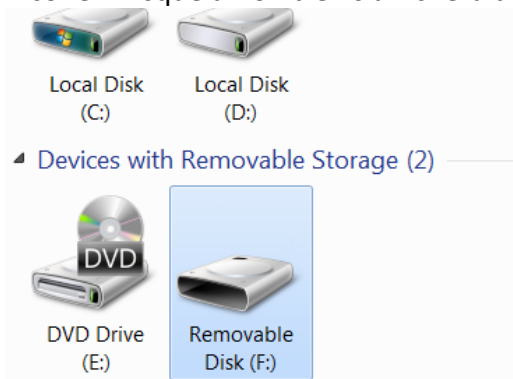 Local Disk Local Disk
(C:) (D:)
Devices with Removable Storage (2)
DVD
DVD Drive Removable
(E:) Disk (F:)